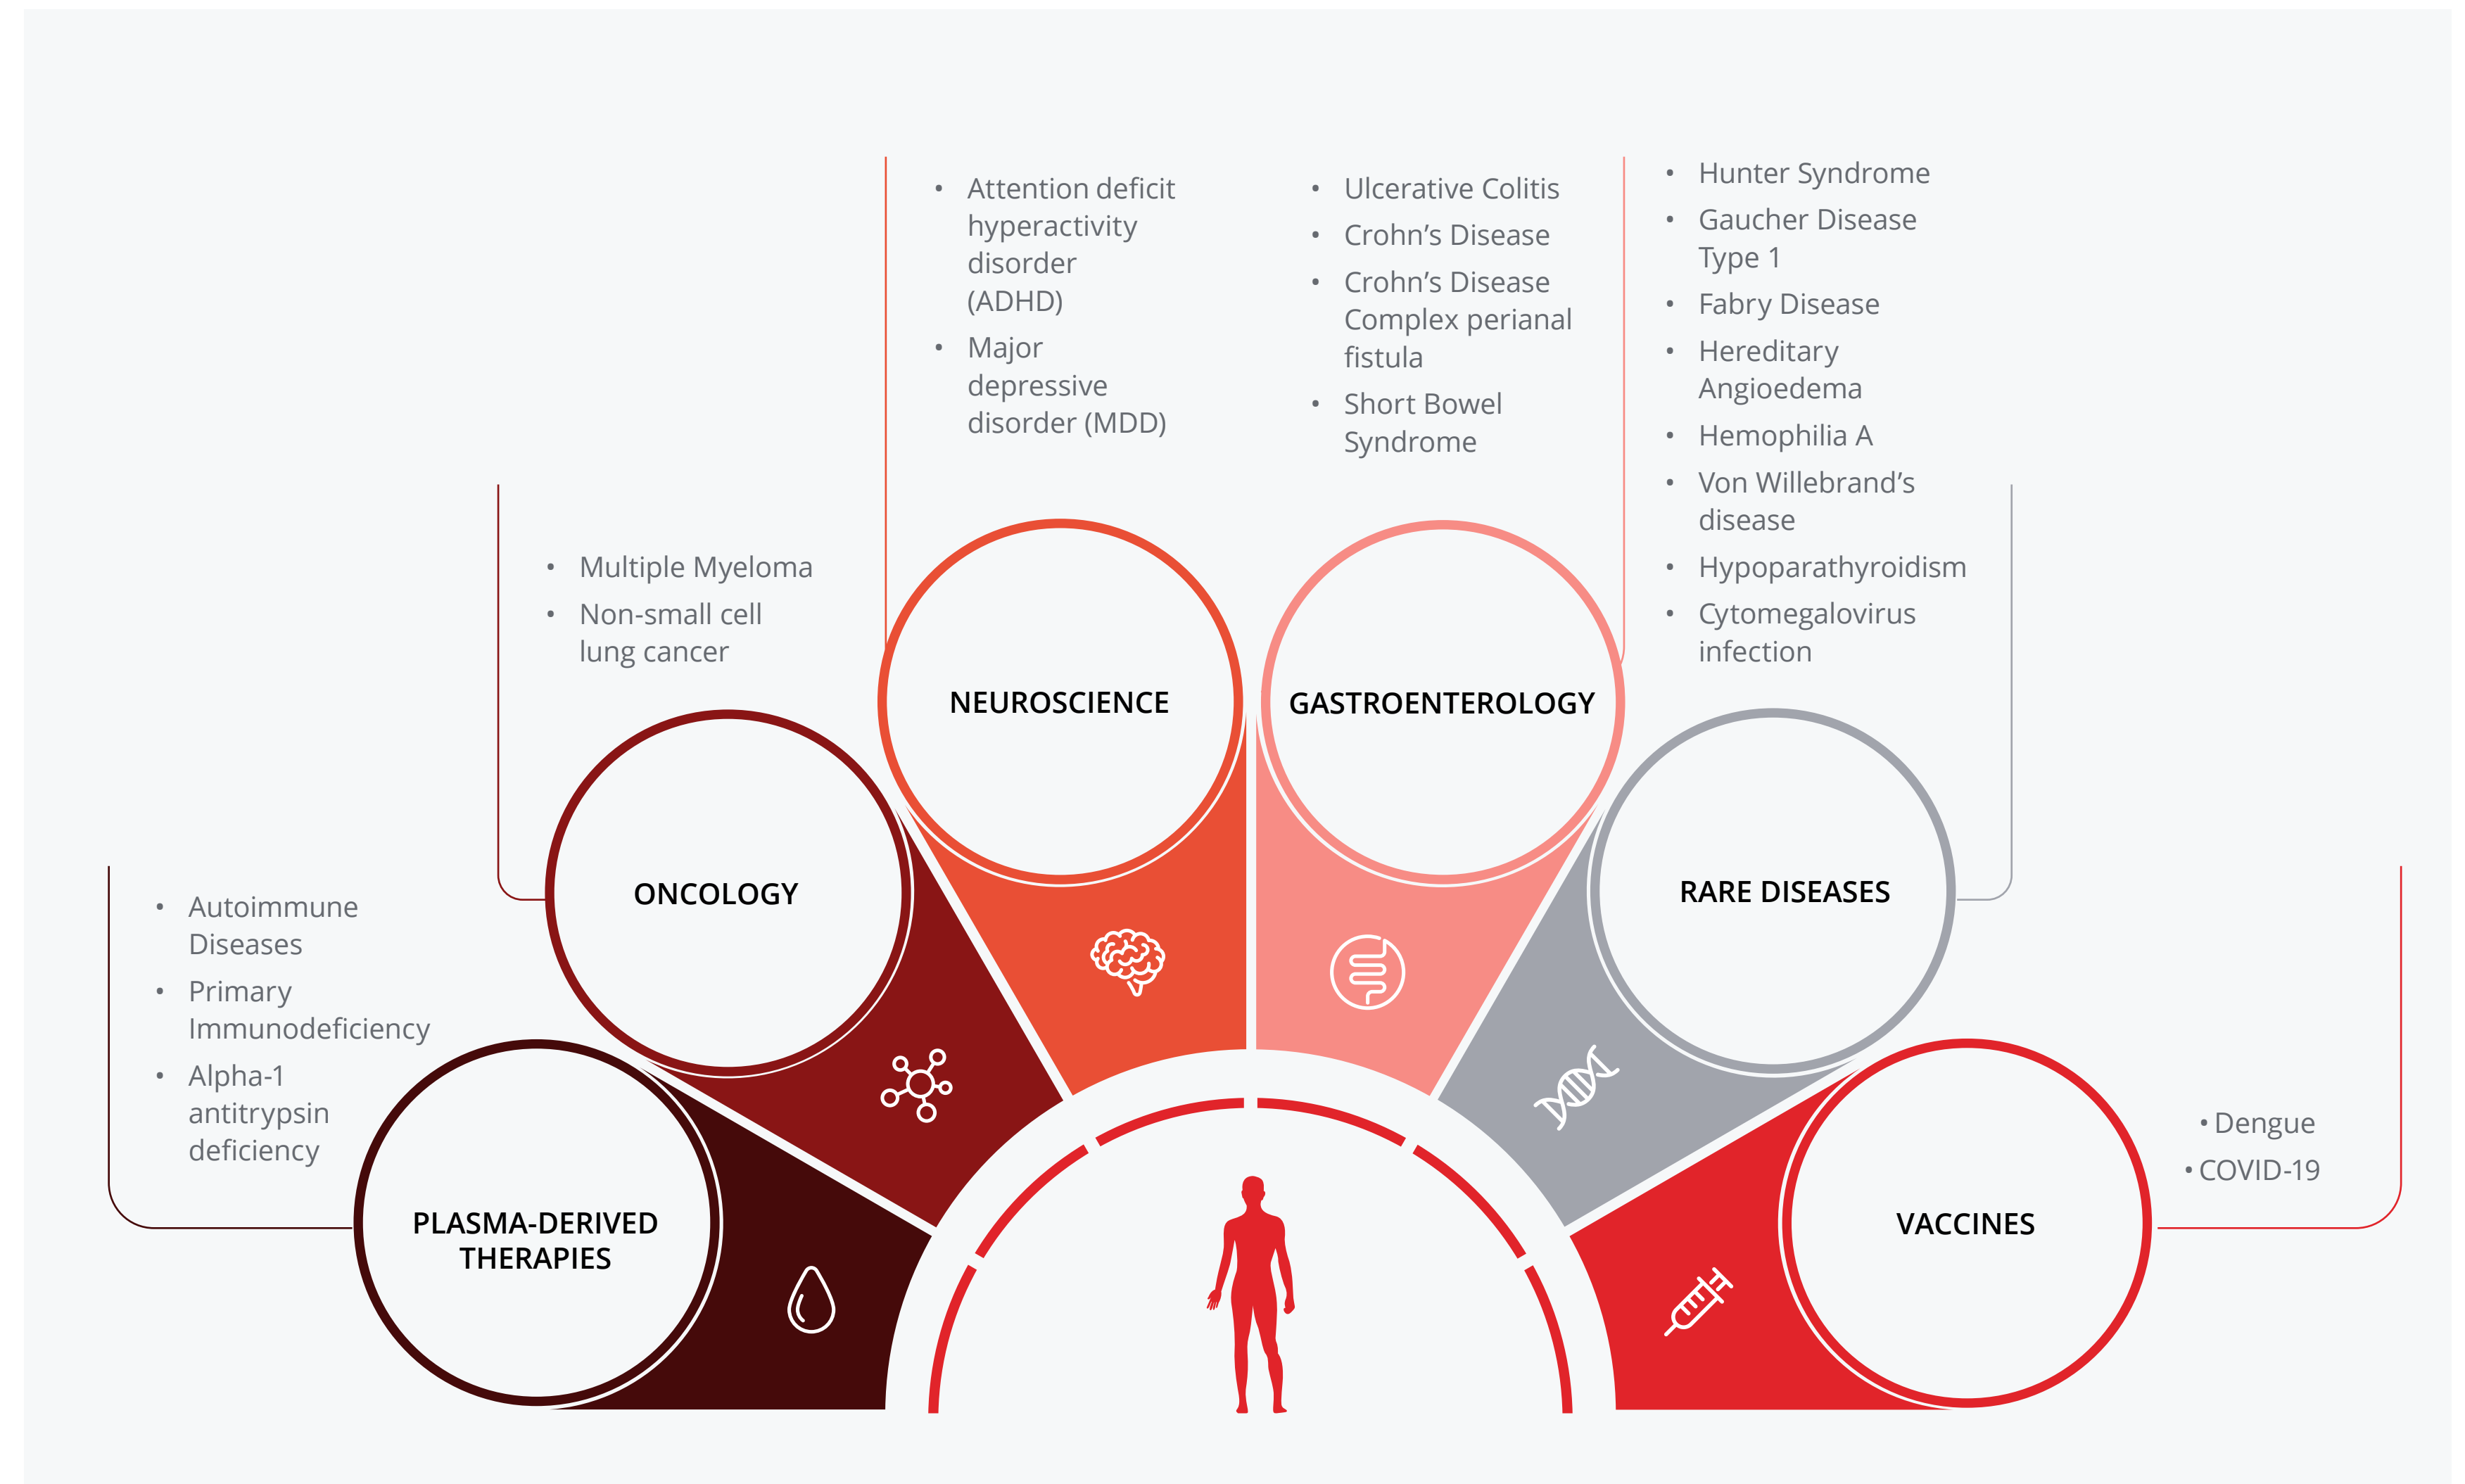 • Attention deficit
hyperactivity
disorder
(ADHD)
• Major
depressive
disorder (MDD)
• Ulcerative Colitis
• Crohn’s Disease
• Crohn’s Disease
Complex perianal
fistula
• Short Bowel
Syndrome
• Hunter Syndrome
• Gaucher Disease
Type 1
• Fabry Disease
• Hereditary
Angioedema
• Hemophilia A
• Von Willebrand’s
disease
• Hypoparathyroidism
• Cytomegalovirus
infection
• Multiple Myeloma
• Non-small cell
lung cancer
NEUROSCIENCE
GASTROENTEROLOGY
ONCOLOGY
RARE DISEASES
• Autoimmune
Diseases
• Primary
Immunodeficiency
• Alpha-1
antitrypsin
deficiency
PLASMA-DERIVED
THERAPIES
VACCINES
• Dengue
• COVID-19